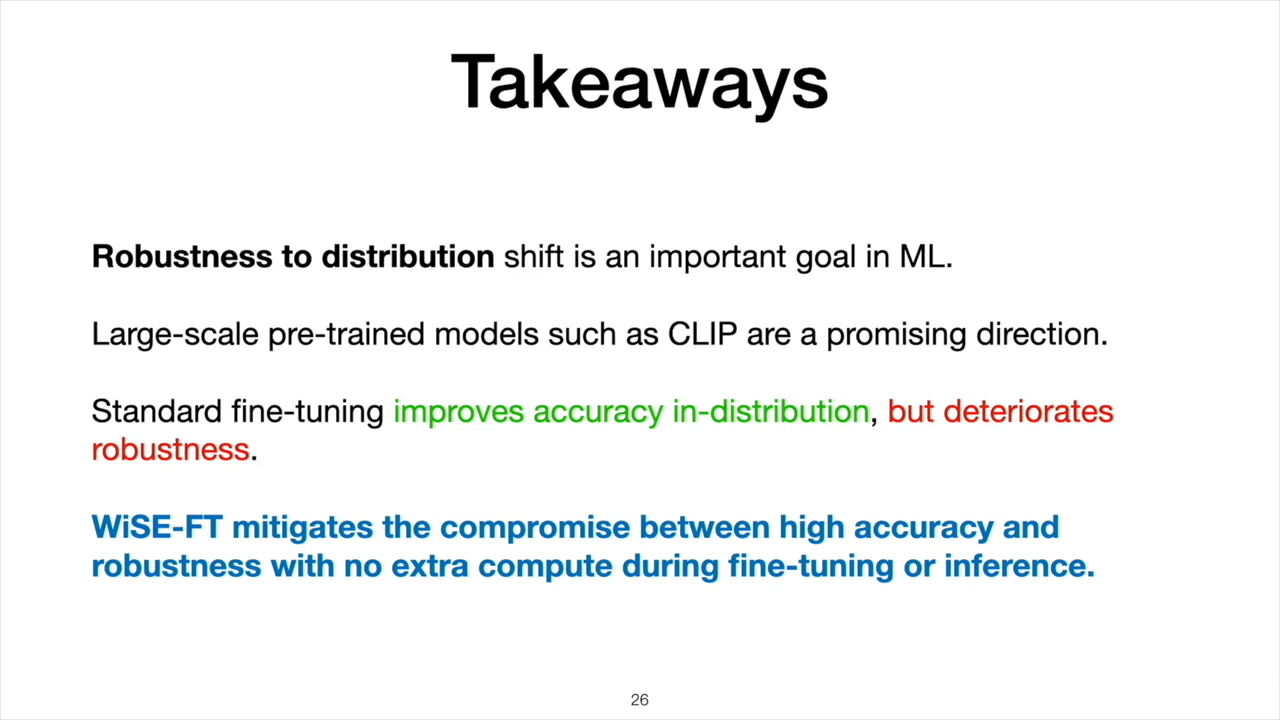 Takeaways
Robustness to distribution shift is an important goal in ML.
Large-scale pre-trained models such as CLIP are a promising direction.
Standard fine-tuning improves accuracy in-distribution, but deteriorates
robustness.
WiSE-FT mitigates the compromise between high accuracy and
robustness with no extra compute during fine-tuning or inference.
26